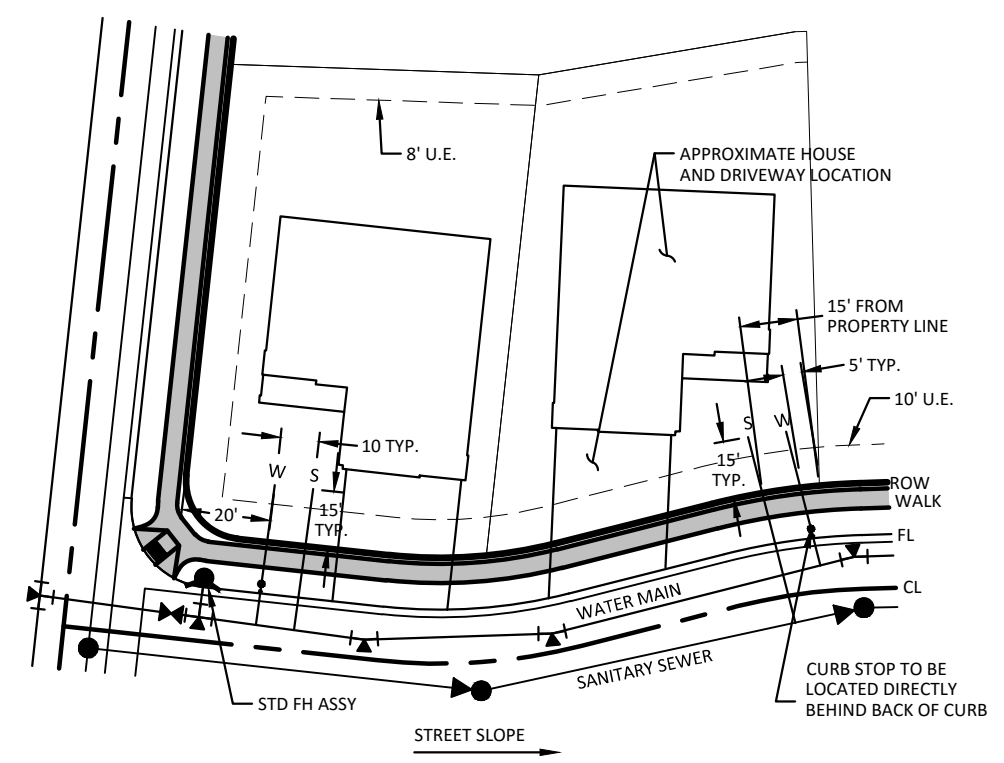 8' U.E.
APPROXIMATE HOUSE
AND DRIVEWAY LOCATION
15' FROM
PROPERTY LINE
5' TYP.
10' U.E.
10 TYP.
W
S
20'
15'
TYP.
S
W
15'
TYP.
ROW
WALK
FL
WATER MAIN
CL
SANITARY SEWER
STD FH ASSY
CURB STOP TO BE
LOCATED DIRECTLY
BEHIND BACK OF CURB
STREET SLOPE